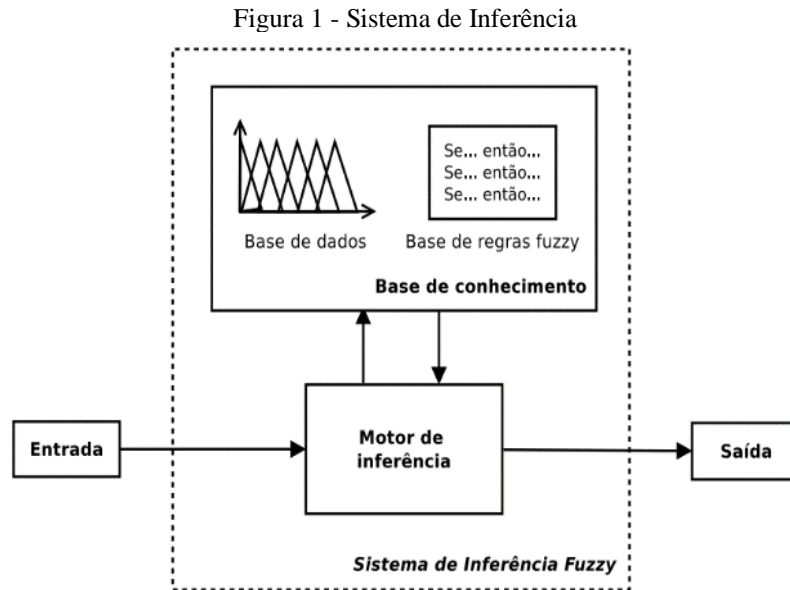 Figura 1 - Sistema de Inferência
Se... então...
Se... então...
Se... então...
Base de dados
Base de regras fuzzy
Base de conhecimento
Entrada
Motor de
inferência
Saída
Sistema de Inferência Fuzzy